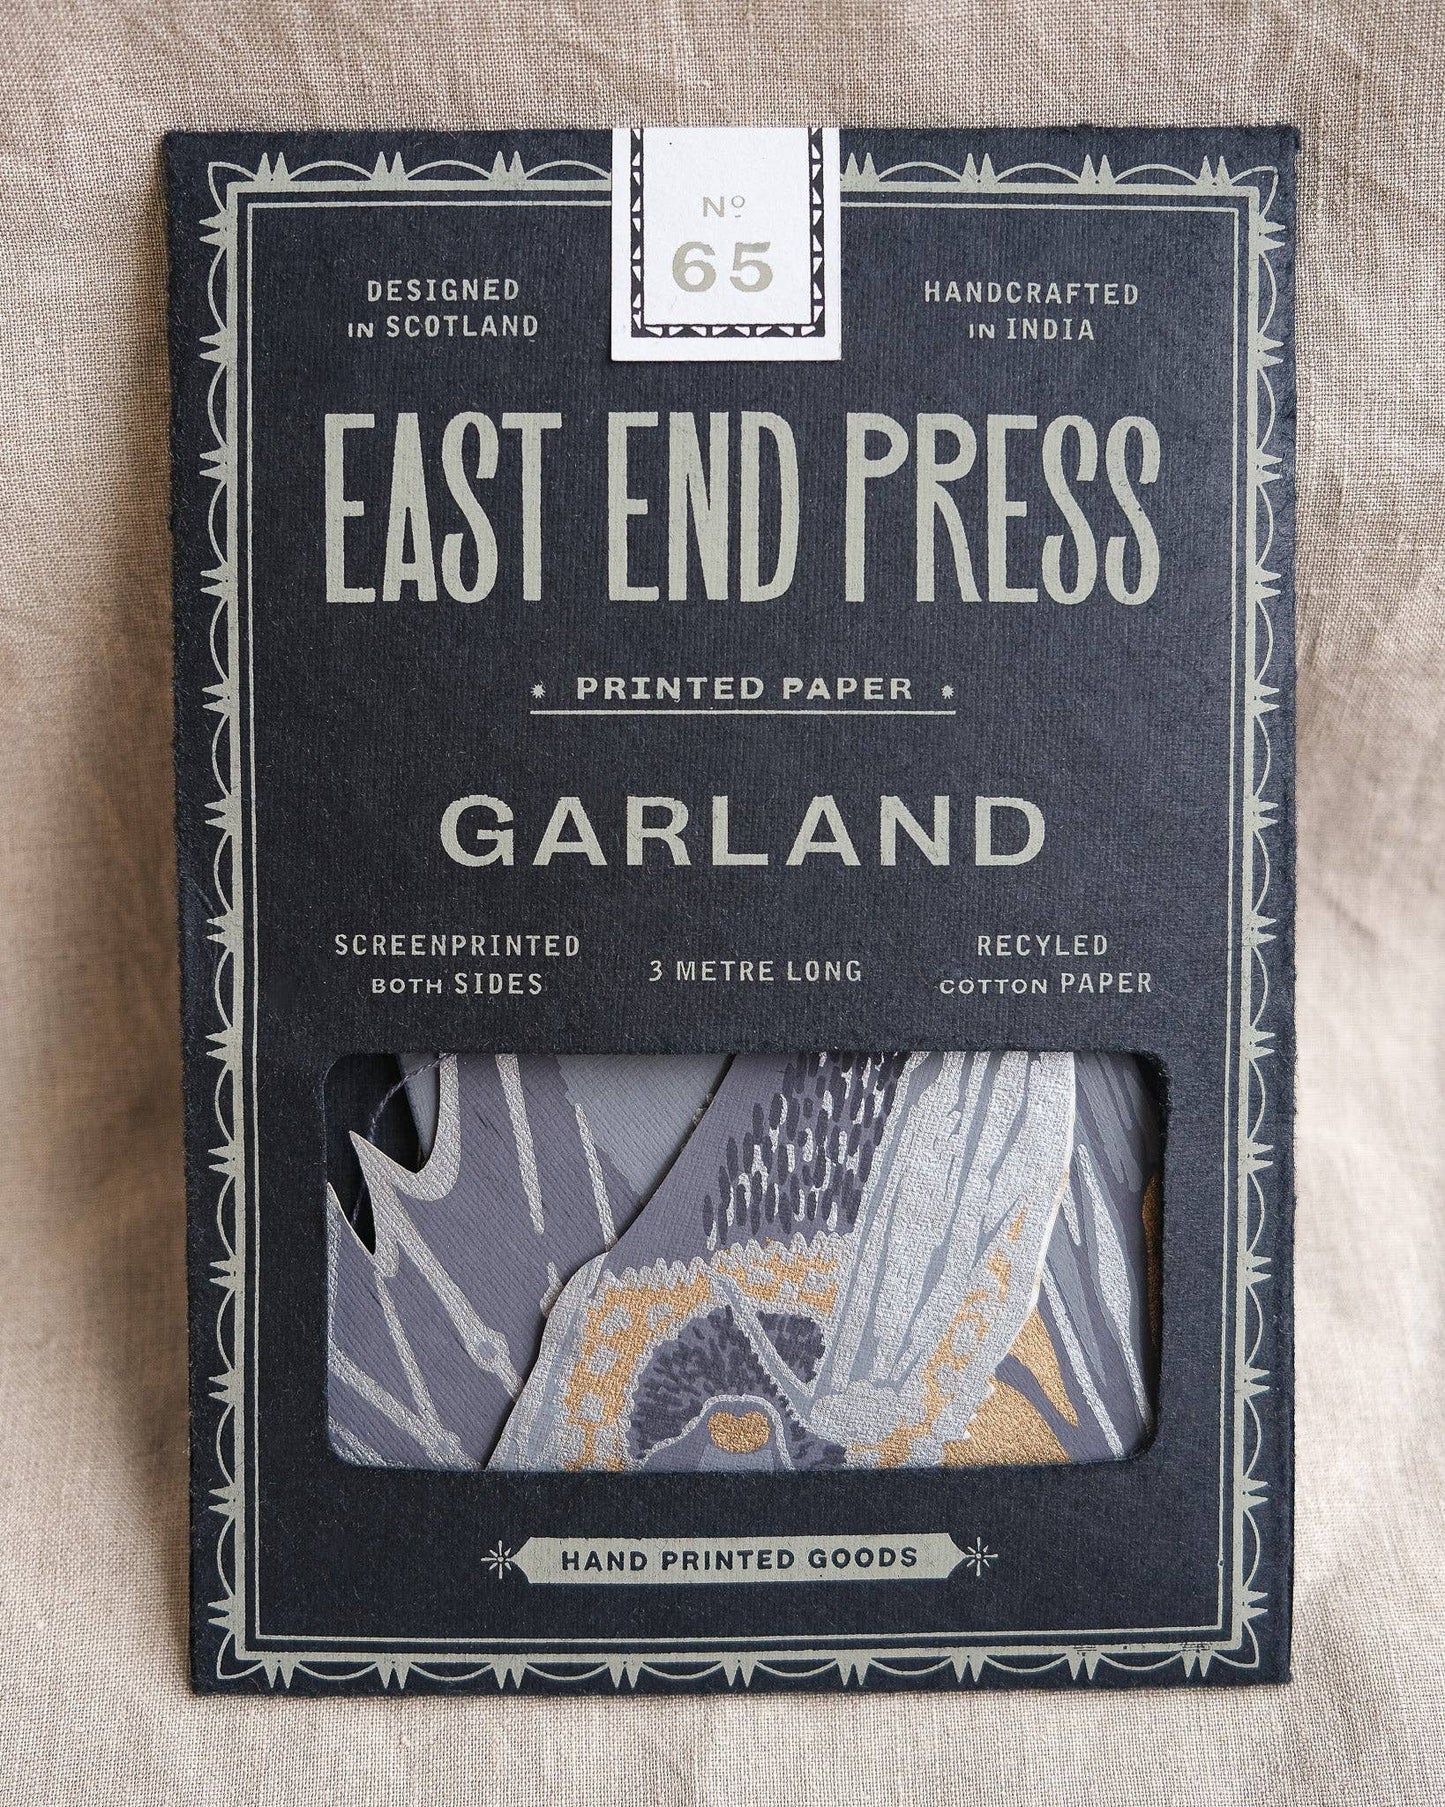 Nº
65
DESIGNED
IN SCOTLAND
HANDCRAFTED
IN INDIA
EAST END PRESS
PRINTED PAPER
GARLAND
SCREENPRINTED
BOTH SIDES
3 METRE LONG
RECYLED
COTTON PAPER
HAND PRINTED GOODS